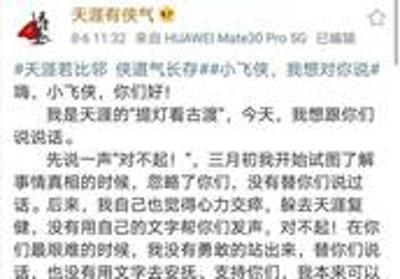 天涯有侠气
8-6 11:32 来自 HUAWEI Mate30 Pro 5G 已编辑
#天涯若比邻 侠道气长存##小飞侠，我想对你说#
嗨，小飞侠，你们好！
我是天涯的“提灯看古渡”，今天，我想跟你们
说说话。
先说一声“对不起！”，三月初我开始试图了解
事情真相的时候，忽略了你们，没有替你们说过
话。后来，我自己也觉得心力交瘁，躲去天涯复
健，没有用自己的文字帮你们发声，对不起！在你
们最艰难的时候，我没有勇敢的站出来，替你们说
话，也没有用文字去安抚、支持你们，我本来可以